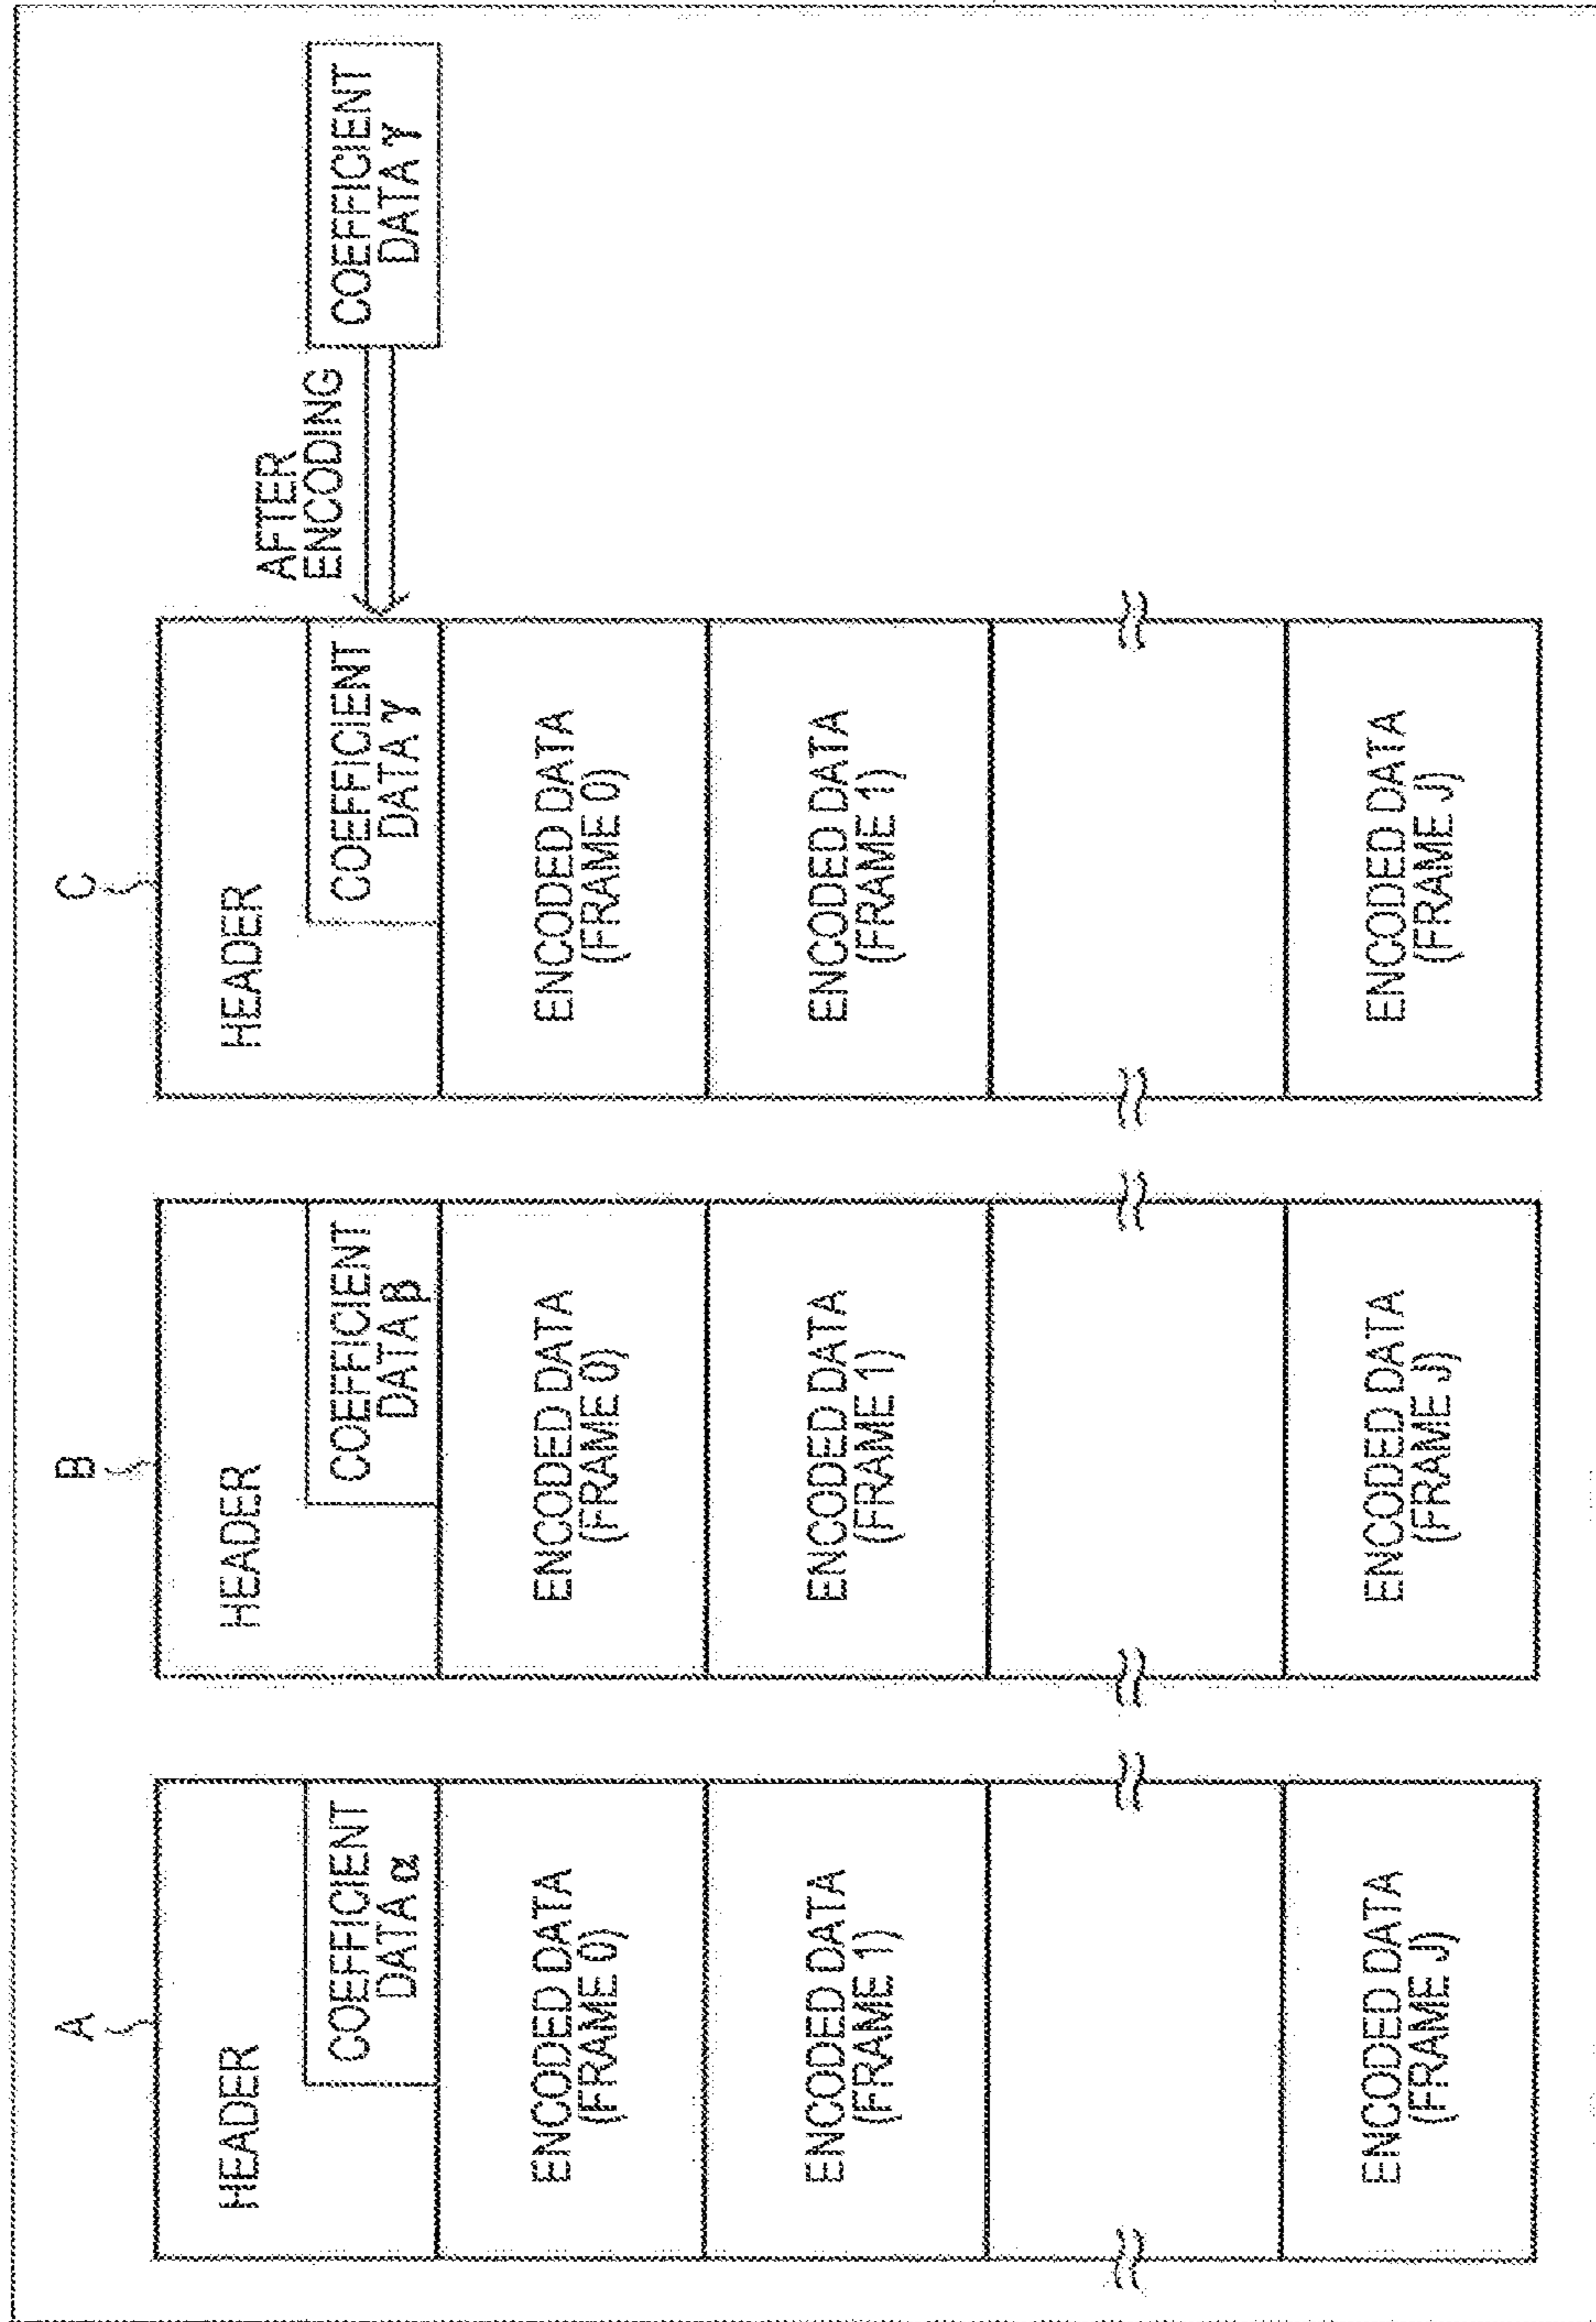 A
HEADER
COEFFICIENT
DATA α
ENCODED DATA
(FRAME 0)
ENCODED DATA
(FRAME 1)
ENCODED DATA
(FRAME J)
B
HEADER
COEFFICIENT
DATA β
ENCODED DATA
(FRAME 0)
ENCODED DATA
(FRAME 1)
ENCODED DATA
(FRAME J)
C
HEADER
COEFFICIENT
DATA γ
ENCODED DATA
(FRAME 0)
ENCODED DATA
(FRAME 1)
ENCODED DATA
(FRAME J)
AFTER
ENCODING
COEFFICIENT
DATA γ